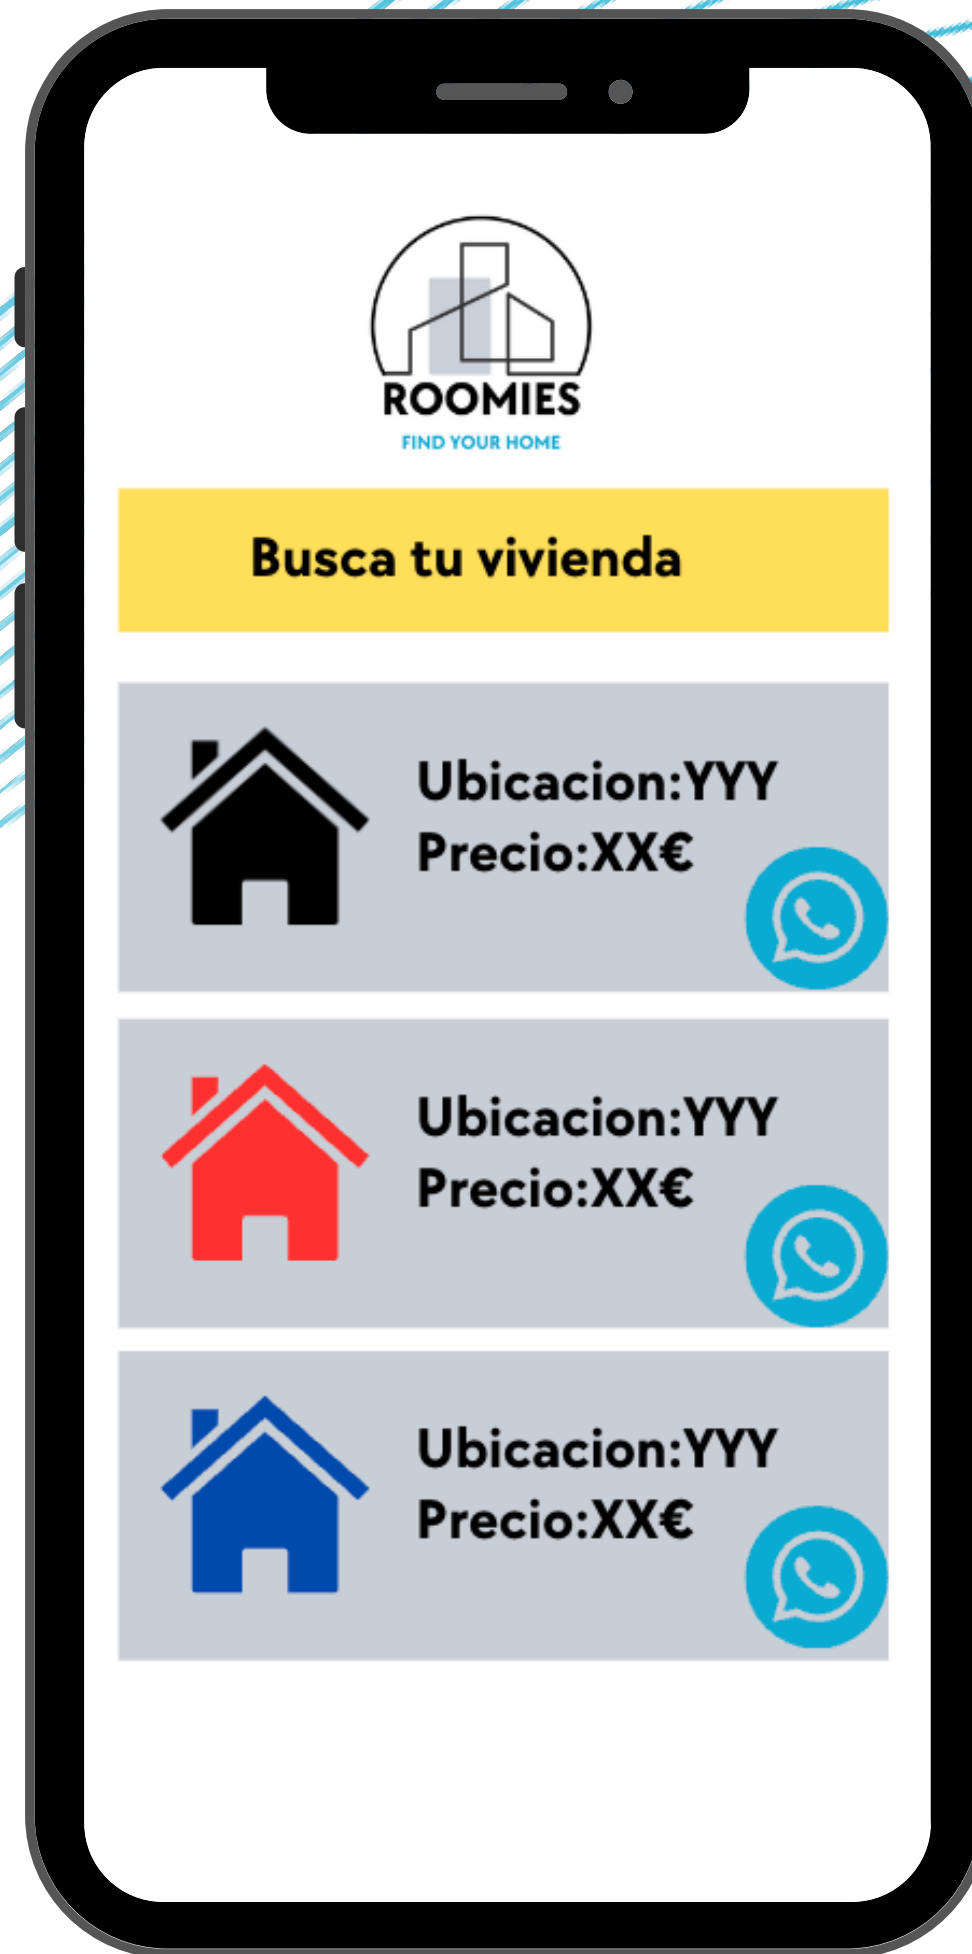 ROOMIES
FIND YOUR HOME
Busca tu vivienda
Ubicacion:YYY
Precio:XX€
Ubicacion:YYY
Precio:XX€
Ubicacion:YYY
Precio:XX€